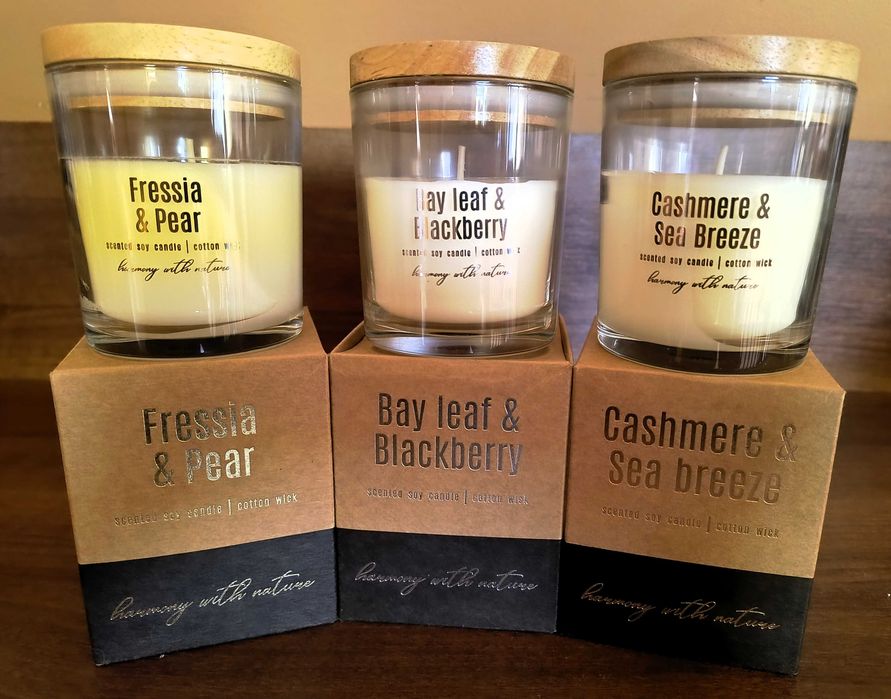 Fressia
& Pear
scented soy candle | cotton wick
harmony with nature
Bay leaf &
Blackberry
scented soy candle | cotton wick
harmony with nature
Cashmere &
Sea Breeze
scented soy candle | cotton wick
harmony with nature
Fressia
& Pear
scented soy candle | cotton wick
harmony with nature
Bay leaf &
Blackberry
scented soy candle | cotton wick
harmony with nature
Cashmere &
Sea breeze
scented soy candle | cotton wick
harmony with nature